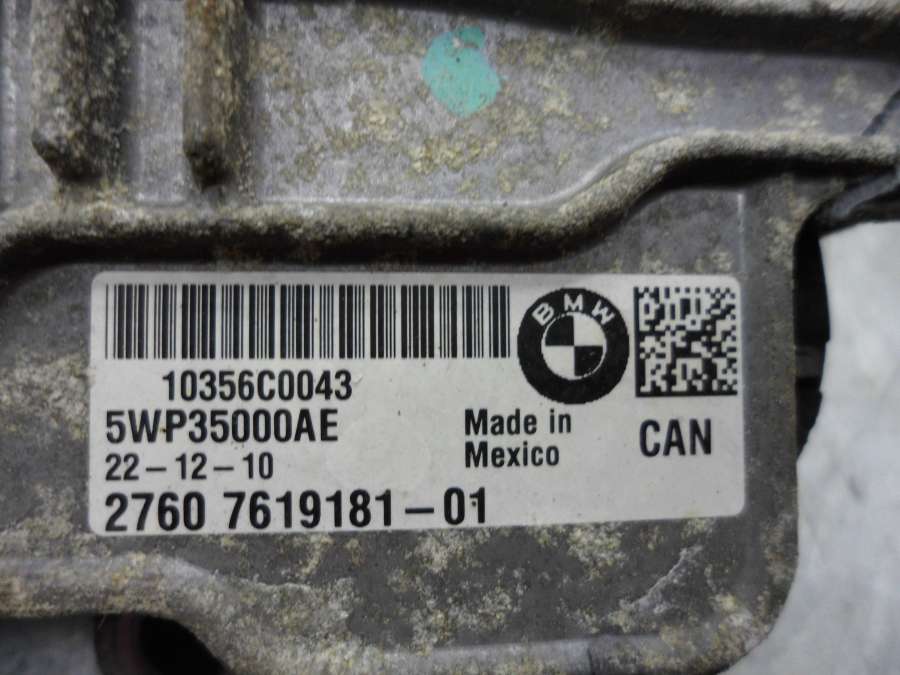 BMW
10356C0043
5WP35000AE
22-12-10
Made in
Mexico
CAN
2760 7619181-01